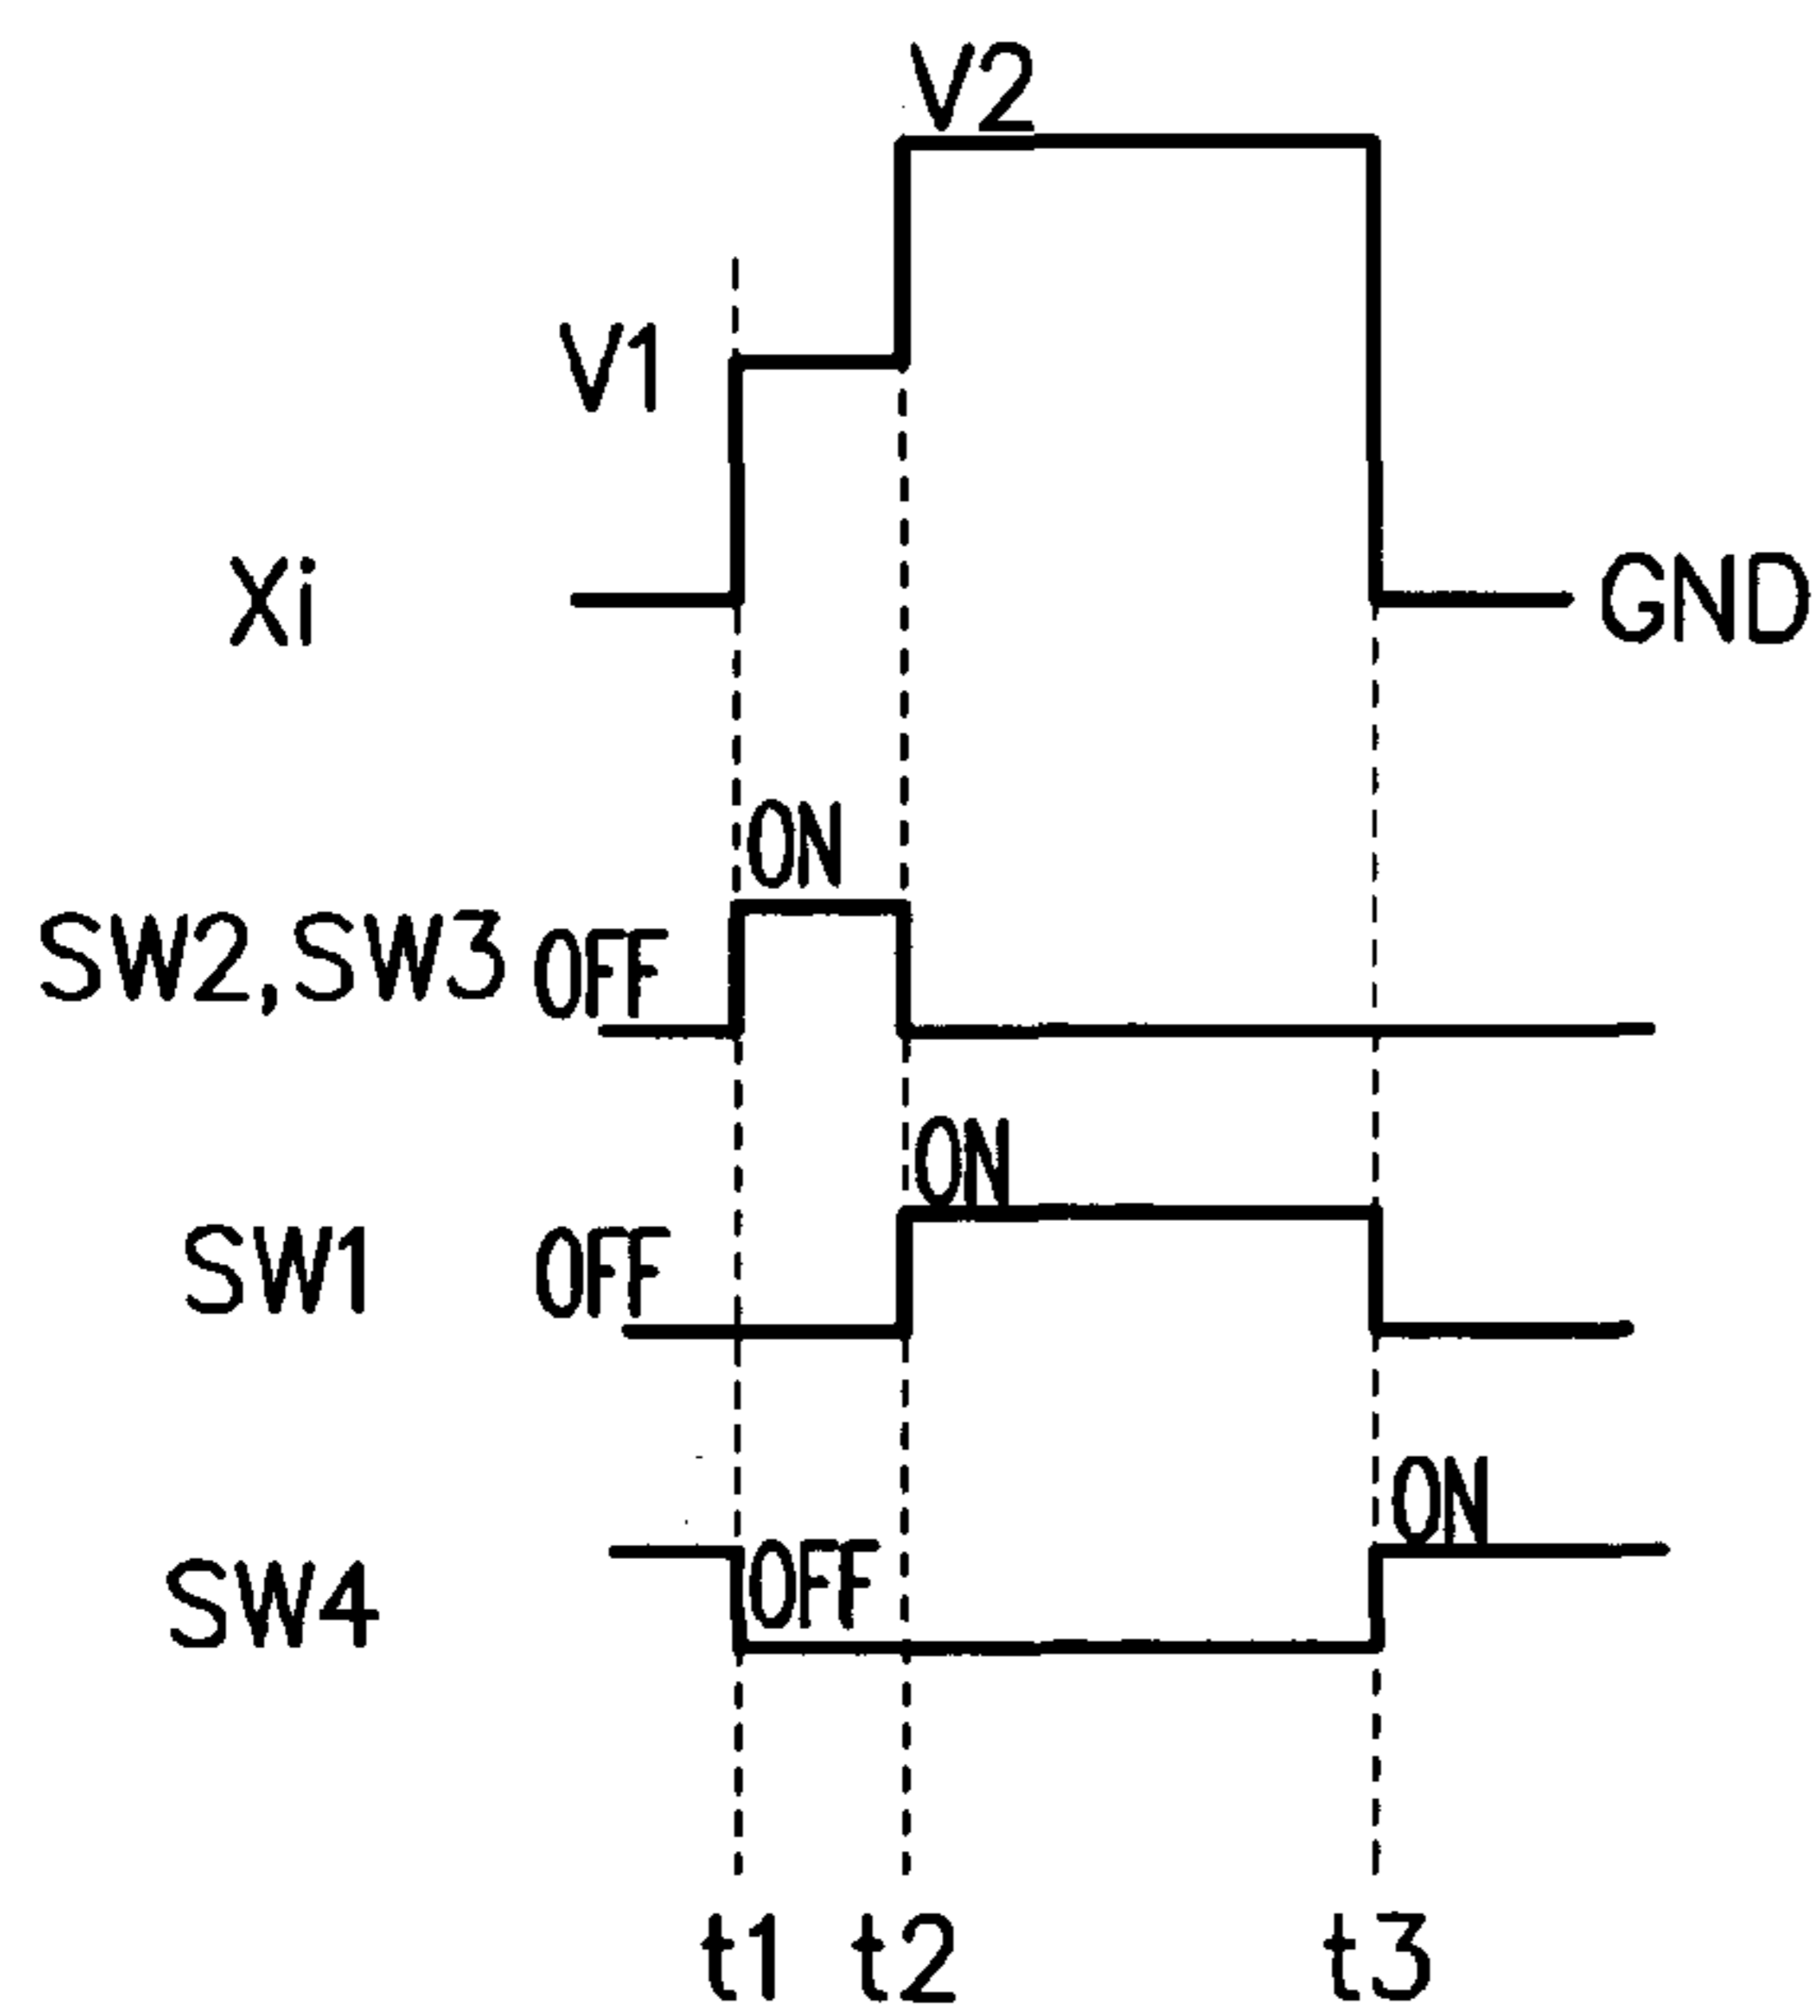 V2
V1
Xi
GND
ON
SW2,SW3
OFF
ON
SW1
OFF
ON
SW4
OFF
t1
t2
t3